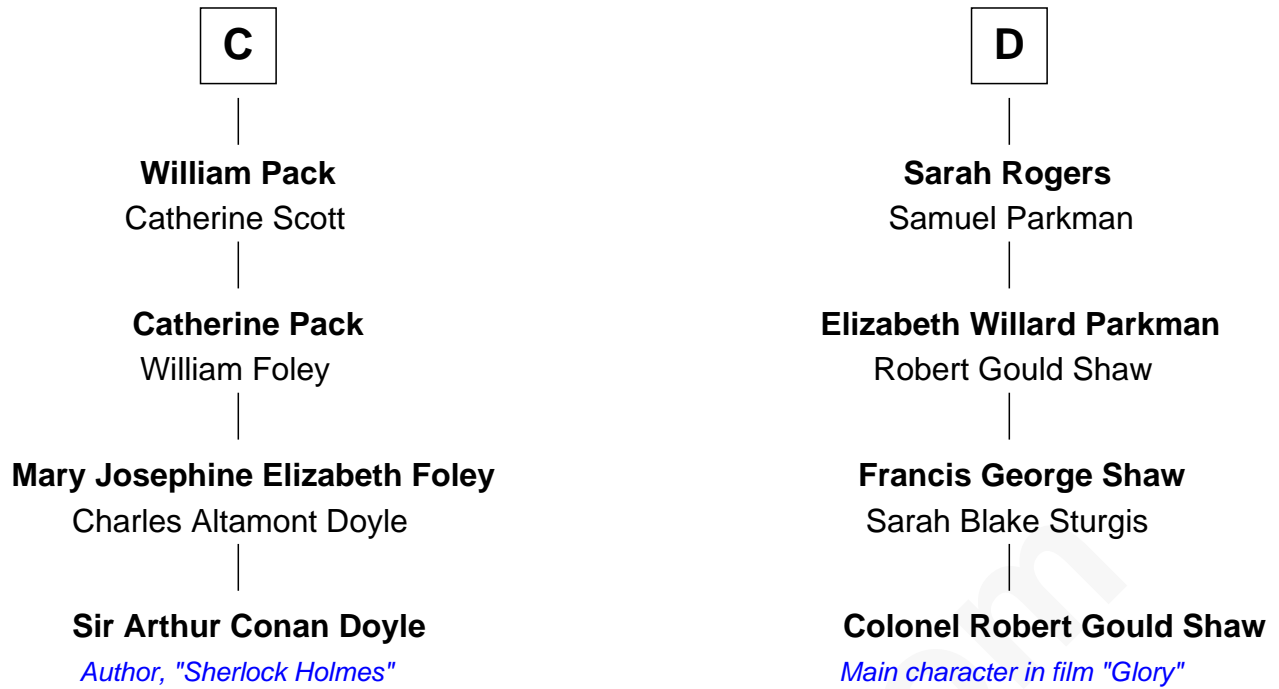 C
William Pack
Catherine Scott
Catherine Pack
William Foley
Mary Josephine Elizabeth Foley
Charles Altamont Doyle
Sir Arthur Conan Doyle
Author, "Sherlock Holmes"
D
Sarah Rogers
Samuel Parkman
Elizabeth Willard Parkman
Robert Gould Shaw
Francis George Shaw
Sarah Blake Sturgis
Colonel Robert Gould Shaw
Main character in film "Glory"